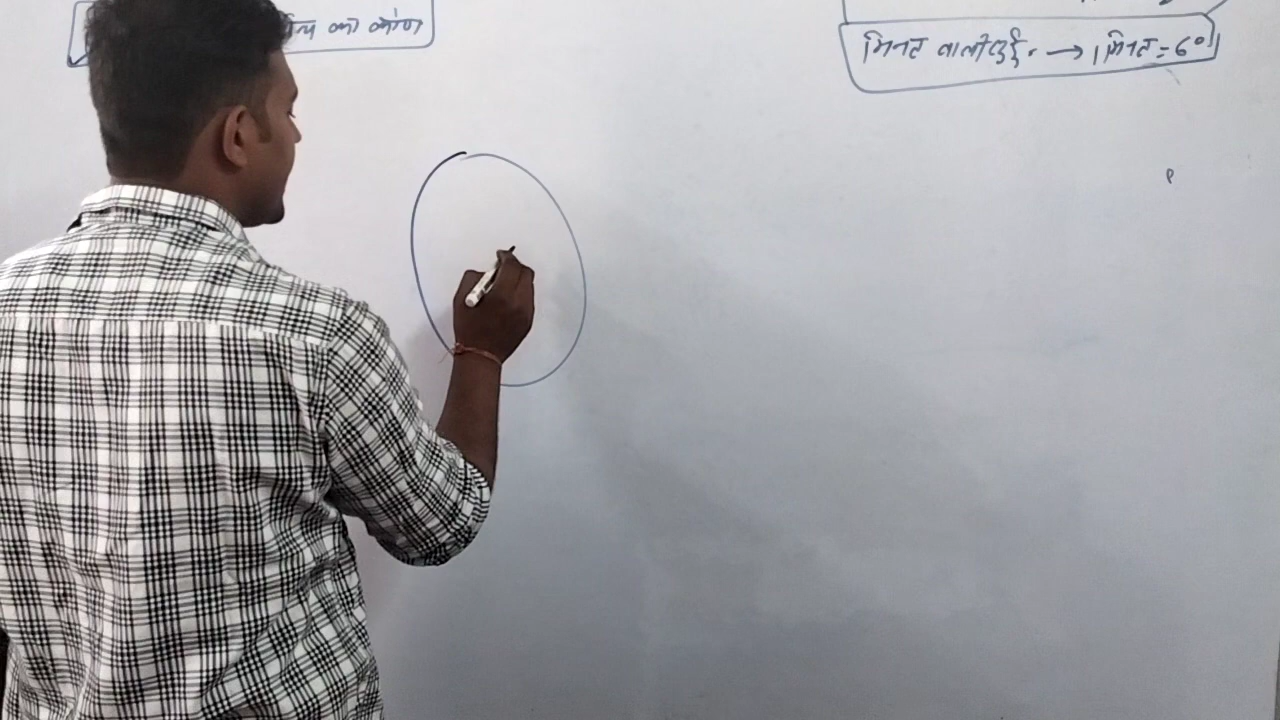 का कोण
मिनट वाली सुई. → 1 मिनट = 6°